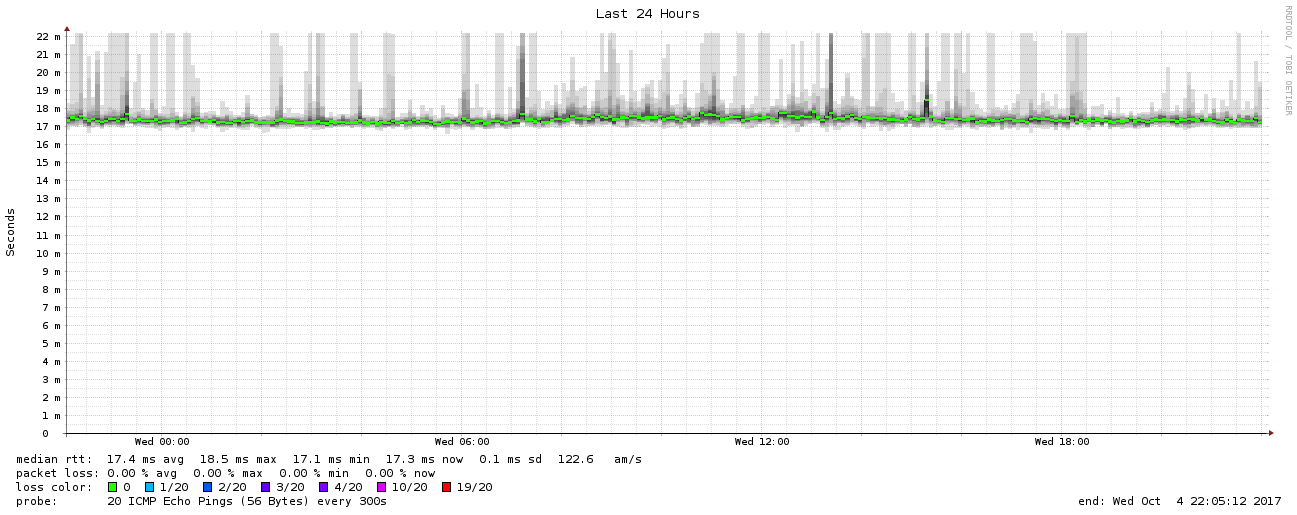 Last 24 Hours
RRDTOOL / TOBI OETIKER
Seconds
22 m
21 m
20 m
19 m
18 m
17 m
16 m
15 m
14 m
13 m
12 m
11 m
10 m
9 m
8 m
7 m
6 m
5 m
4 m
3 m
2 m
1 m
0
Wed 00:00 Wed 06:00 Wed 12:00 Wed 18:00
median rtt: 17.4 ms avg 18.5 ms max 17.1 ms min 17.3 ms now 0.1 ms sd 122.6 am/s
packet loss: 0.00 % avg 0.00 % max 0.00 % min 0.00 % now
loss color: 0 1/20 2/20 3/20 4/20 10/20 19/20
probe: 20 ICMP Echo Pings (56 Bytes) every 300s end: Wed Oct 4 22:05:12 2017